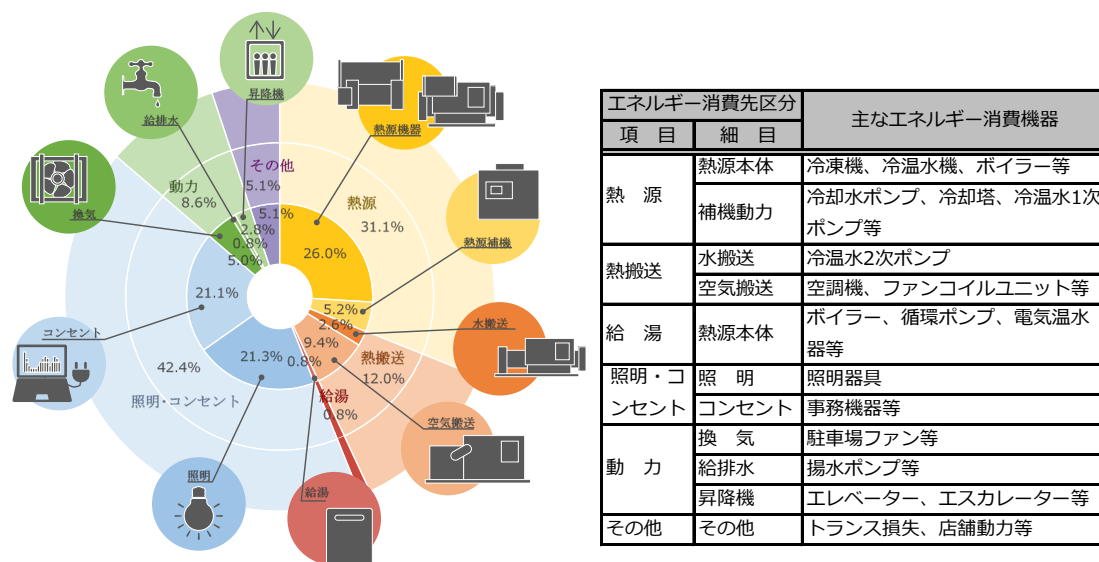 昇降機
給排水
熱源機器
換気
その他
5.1%
動力
8.6%
熱源
31.1%
5.1%
2.8%
0.8%
5.0%
26.0%
熱源補機
21.1%
5.2%
2.6%
水搬送
コンセント
9.4%
21.3%
0.8%
熱搬送
12.0%
42.4%
照明・コンセント
給湯
0.8%
空気搬送
照明
給湯
エネルギー消費先区分
主なエネルギー消費機器
項 目 細 目
熱 源
熱源本体 冷凍機、冷温水機、ボイラー等
補機動力 冷却水ポンプ、冷却塔、冷温水1次
ポンプ等
熱搬送
水搬送 冷温水2次ポンプ
空気搬送 空調機、ファンコイルユニット等
給 湯 熱源本体 ボイラー、循環ポンプ、電気温水
器等
照明・コ 照 明 照明器具
ンセント コンセント 事務機器等
動 力
換 気 駐車場ファン等
給排水 揚水ポンプ等
昇降機 エレベーター、エスカレーター等
その他 その他 トランス損失、店舗動力等